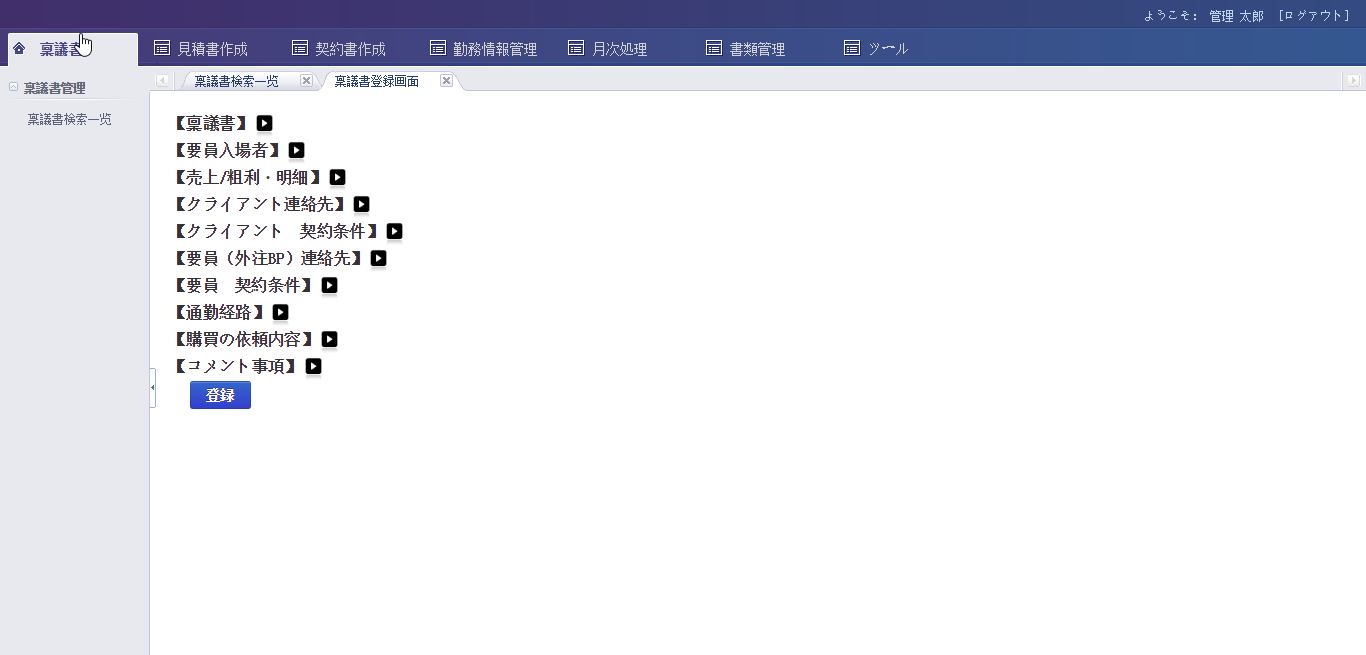 ようこそ： 管理 太郎 [ログアウト]
稟議書 見積書作成 契約書作成 勤務情報管理 月次処理 書類管理 ツール
稟議書検索一览 稟議書登録画面
稟議書管理
稟議書検索一览
【稟議書】
【要員入場者】
【売上/粗利・明細】
【クライアント連絡先】
【クライアント　契約条件】
【要員（外注BP）連絡先】
【要員　契約条件】
【通勤経路】
【購買の依頼内容】
【コメント事項】
登録